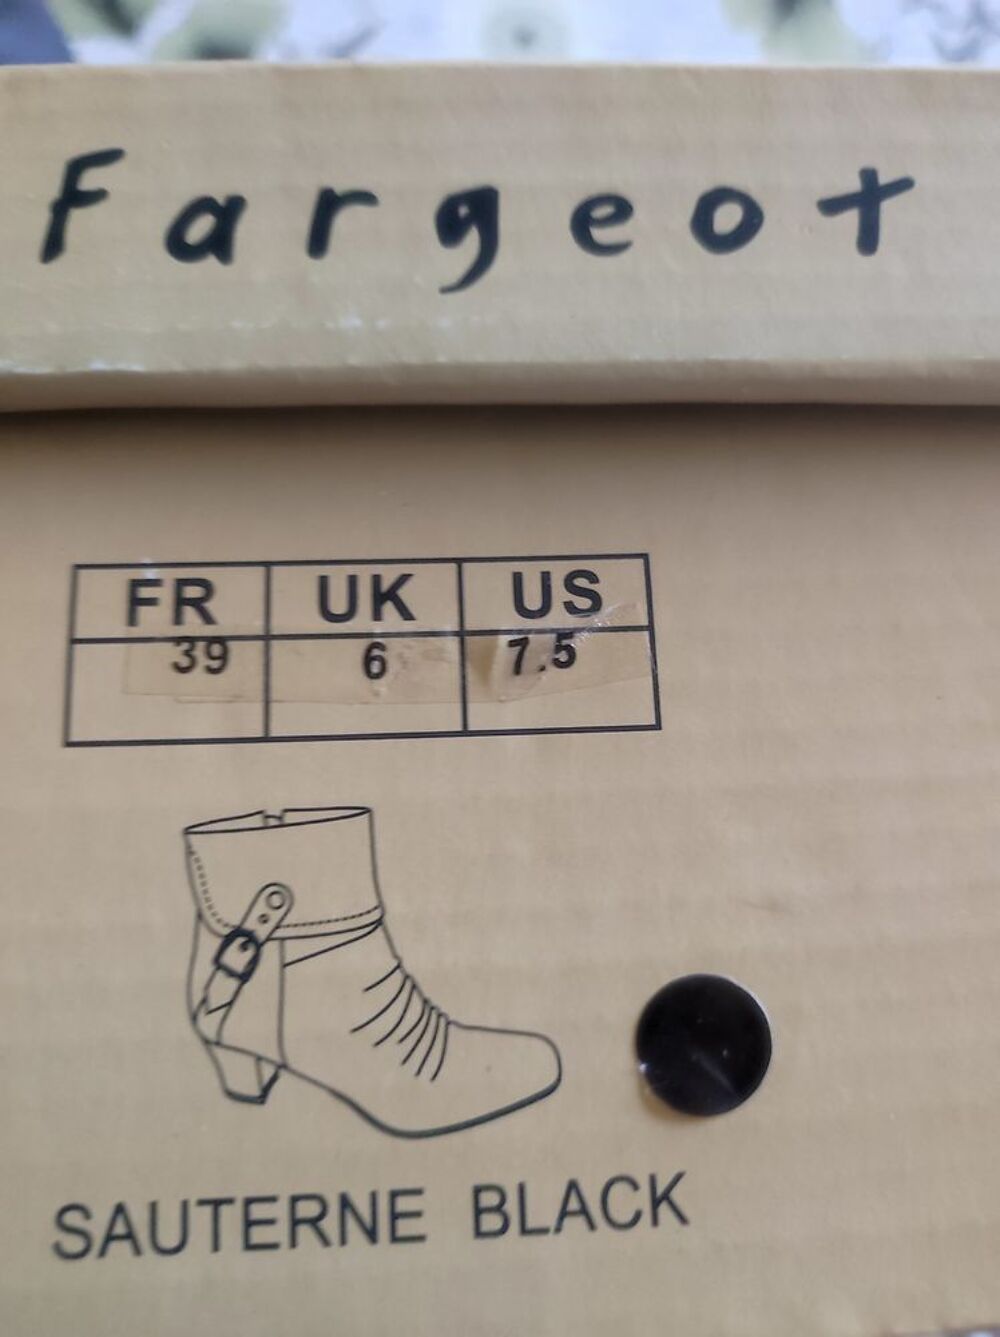 Fargeot
FR UK US
39 6 7.5
SAUTERNE BLACK